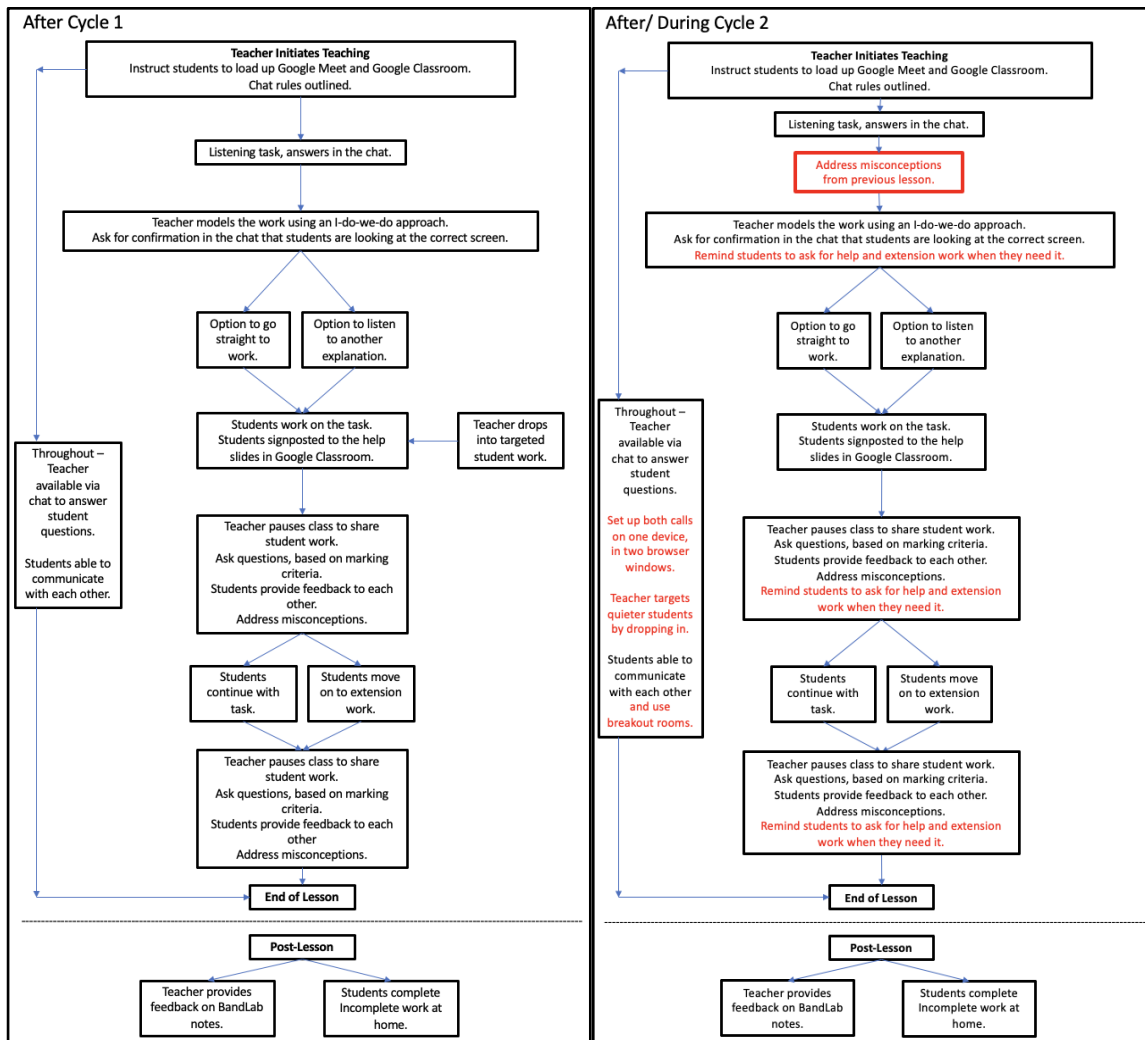 After Cycle 1
Teacher Initiates Teaching
Instruct students to load up Google Meet and Google Classroom.
Chat rules outlined.
Listening task, answers in the chat.
Teacher models the work using an I-do-we-do approach.
Ask for confirmation in the chat that students are looking at the correct screen.
Option to go
straight to
work.
Option to listen
to another
explanation.
Students work on the task.
Students signposted to the help
slides in Google Classroom.
Teacher drops
into targeted
student work.
Throughout –
Teacher
available via
chat to answer
student
questions.
Students able to
communicate
with each other.
Teacher pauses class to share
student work.
Ask questions, based on marking
criteria.
Students provide feedback to each
other.
Address misconceptions.
Students
continue with
task.
Students move
on to extension
work.
Teacher pauses class to share
student work.
Ask questions, based on marking
criteria.
Students provide feedback to each
other
Address misconceptions.
End of Lesson
Post-Lesson
Teacher provides
feedback on BandLab
notes.
Students complete
Incomplete work at
home.
After/ During Cycle 2
Teacher Initiates Teaching
Instruct students to load up Google Meet and Google Classroom.
Chat rules outlined.
Listening task, answers in the chat.
Address misconceptions
from previous lesson.
Teacher models the work using an I-do-we-do approach.
Ask for confirmation in the chat that students are looking at the correct screen.
Remind students to ask for help and extension work when they need it.
Option to go
straight to
work.
Option to listen
to another
explanation.
Throughout –
Teacher
available via
chat to answer
student
questions.
Set up both calls
on one device,
in two browser
windows.
Teacher targets
quieter students
by dropping in.
Students able to
communicate
with each other
and use
breakout rooms.
Students work on the task.
Students signposted to the help
slides in Google Classroom.
Teacher pauses class to share student work.
Ask questions, based on marking criteria.
Students provide feedback to each other.
Address misconceptions.
Remind students to ask for help and extension
work when they need it.
Students
continue with
task.
Students move
on to extension
work.
Teacher pauses class to share student work.
Ask questions, based on marking criteria.
Students provide feedback to each other.
Address misconceptions.
Remind students to ask for help and extension
work when they need it.
End of Lesson
Post-Lesson
Teacher provides
feedback on BandLab
notes.
Students complete
Incomplete work at
home.